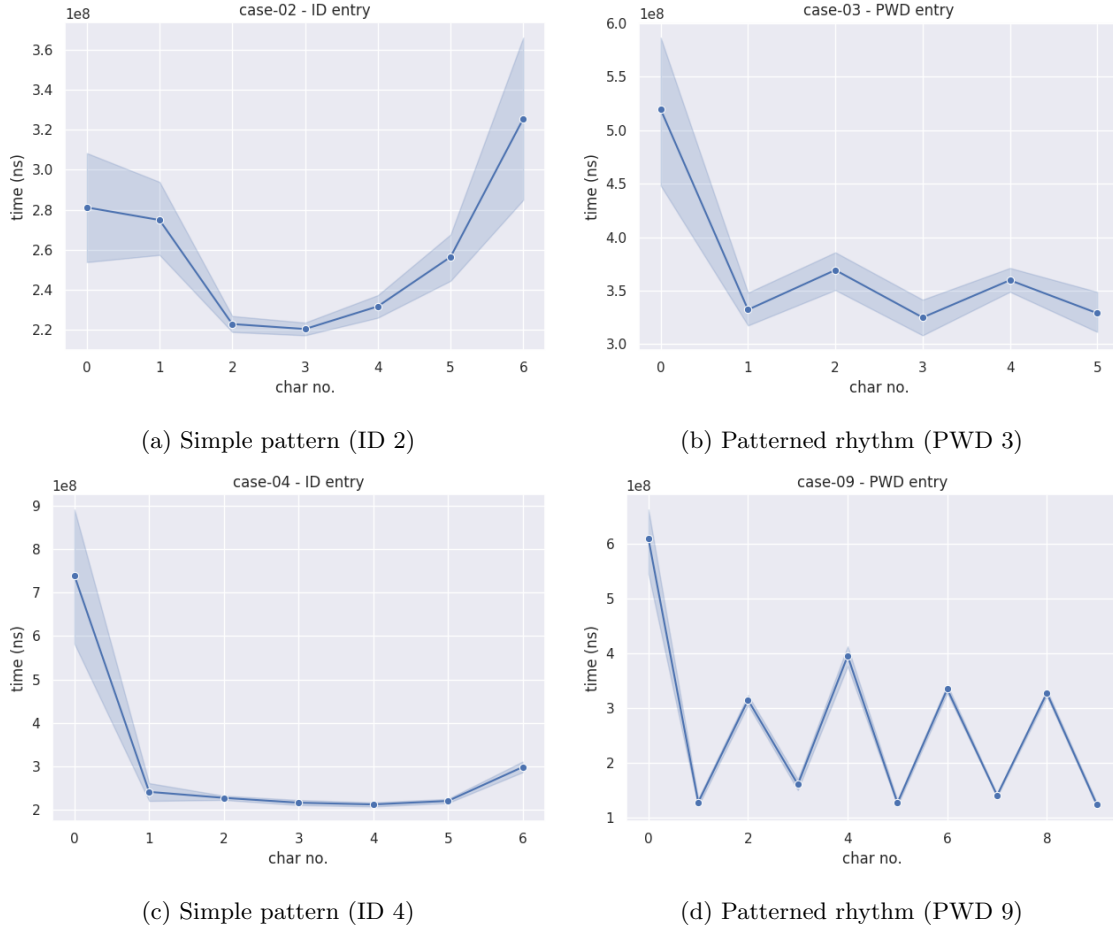 case-02 - ID entry
1e8
3.6
3.4
3.2
3.0
2.8
2.6
2.4
2.2
time (ns)
0 1 2 3 4 5 6
char no.
(a) Simple pattern (ID 2)
case-03 - PWD entry
1e8
6.0
5.5
5.0
4.5
4.0
3.5
3.0
time (ns)
0 1 2 3 4 5
char no.
(b) Patterned rhythm (PWD 3)
case-04 - ID entry
1e8
9
8
7
6
5
4
3
2
time (ns)
0 1 2 3 4 5 6
char no.
(c) Simple pattern (ID 4)
case-09 - PWD entry
1e8
6
5
4
3
2
1
time (ns)
0 2 4 6 8
char no.
(d) Patterned rhythm (PWD 9)